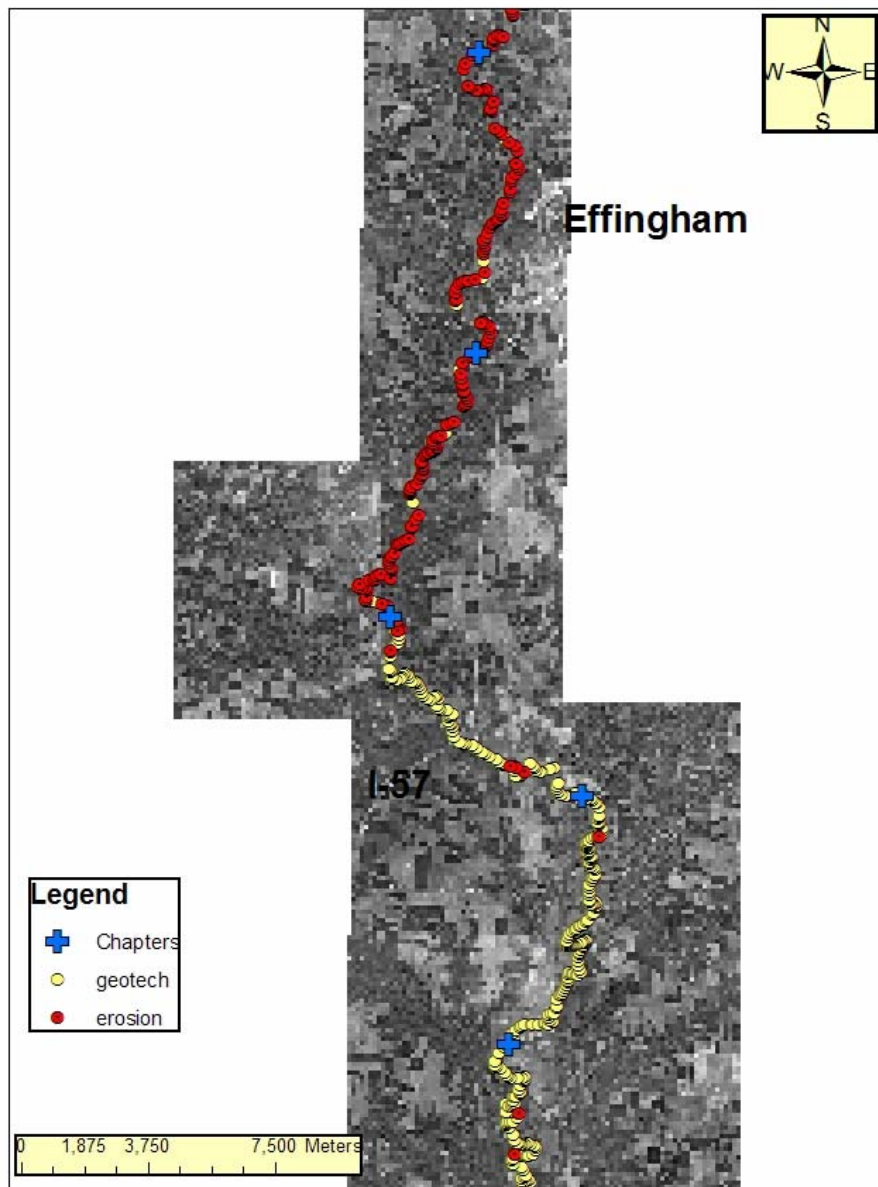 N
W E
S
Effingham
I-57
Legend
Chapters
geotech
erosion
0 1,875 3,750 7,500 Meters